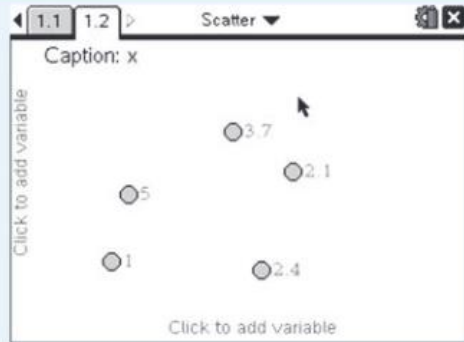 1.1 1.2 Scatter
Caption: x
Click to add variable
3.7
2.1
5
1
2.4
Click to add variable